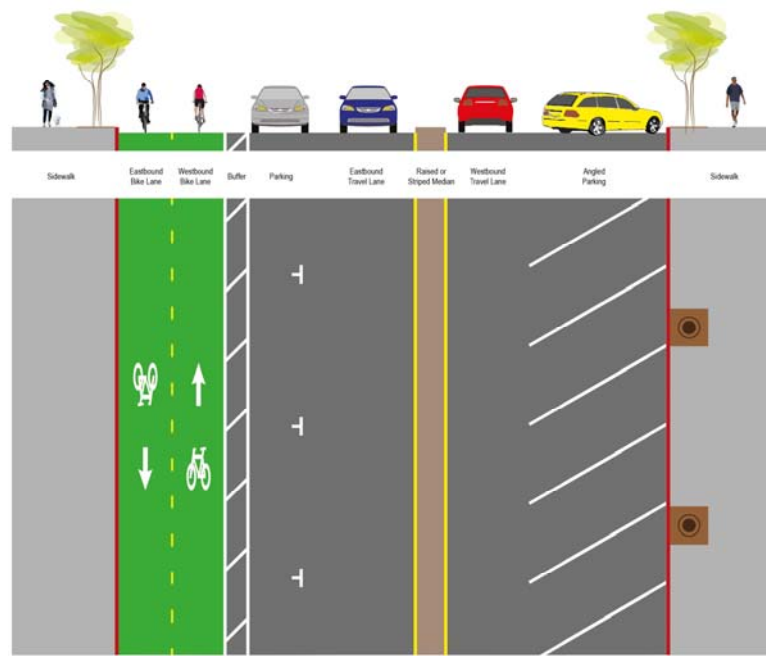 Sidewalk
Eastbound
Bike Lane
Westbound
Bike Lane
Buffer
Parking
Eastbound
Travel Lane
Raised or
Striped Median
Westbound
Travel Lane
Angled
Parking
Sidewalk